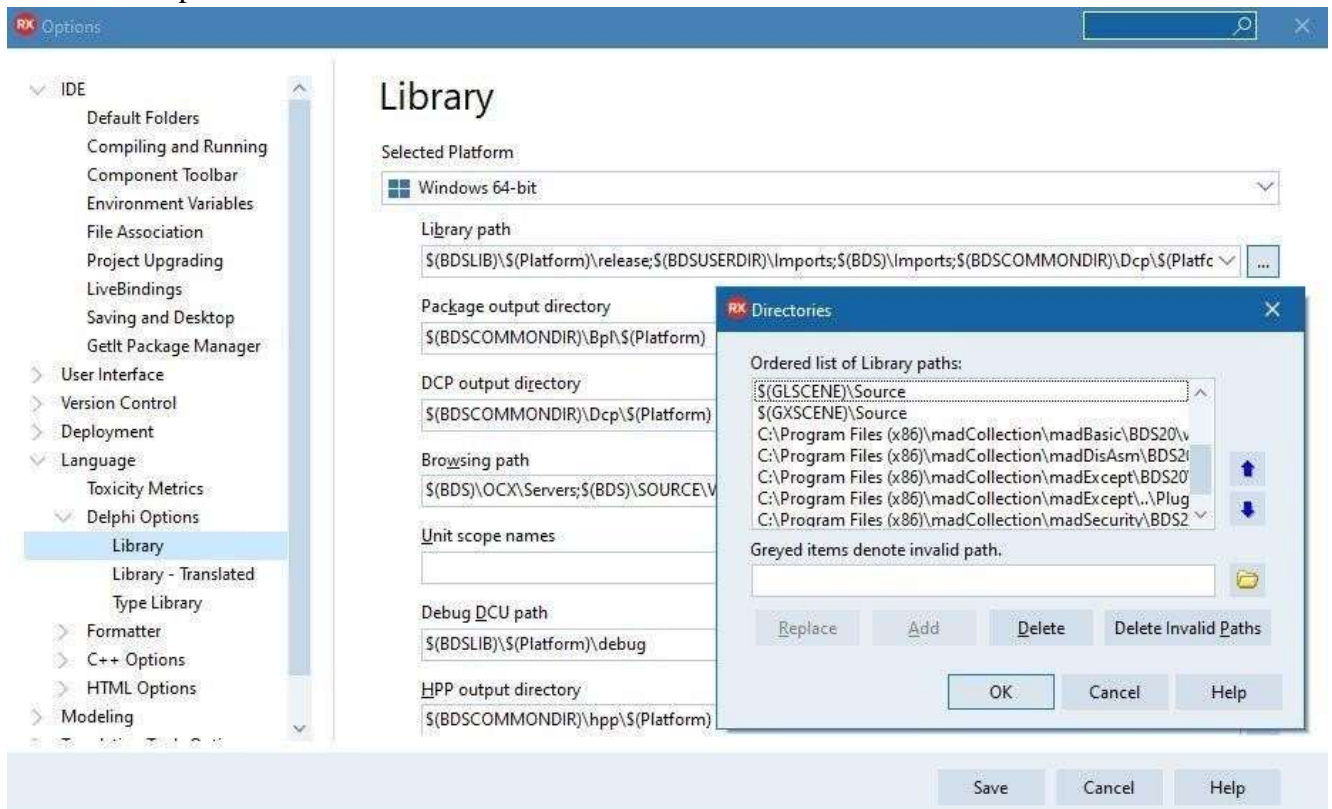 RX Options
IDE
Default Folders
Compiling and Running
Component Toolbar
Environment Variables
File Association
Project Upgrading
LiveBindings
Saving and Desktop
GetIt Package Manager
User Interface
Version Control
Deployment
Language
Toxicity Metrics
Delphi Options
Library
Library - Translated
Type Library
Formatter
C++ Options
HTML Options
Modeling
Library
Selected Platform
Windows 64-bit
Library path
$(BDSLIB)\$(Platform)\release;$(BDSUSERDIR)\Imports;$(BDS)\Imports;$(BDSCOMMONDIR)\Dcp\$(Platfc
...
Package output directory
$(BDSCOMMONDIR)\Bpl\$(Platform)
DCP output directory
$(BDSCOMMONDIR)\Dcp\$(Platform)
Browsing path
$(BDS)\OCX\Servers;$(BDS)\SOURCE\V
Unit scope names
Debug DCU path
$(BDSLIB)\$(Platform)\debug
HPP output directory
$(BDSCOMMONDIR)\hpp\$(Platform)
RX Directories
Ordered list of Library paths:
$(GLSCENE)\Source
$(GXSCENE)\Source
C:\Program Files (x86)\madCollection\madBasic\BDS20\v
C:\Program Files (x86)\madCollection\madDisAsm\BDS2
C:\Program Files (x86)\madCollection\madExcept\BDS20
C:\Program Files (x86)\madCollection\madExcept\..\Plug
C:\Program Files (x86)\madCollection\madSecurity\BDS2
Greyed items denote invalid path.
Replace Add Delete Delete Invalid Paths
OK Cancel Help
Save Cancel Help